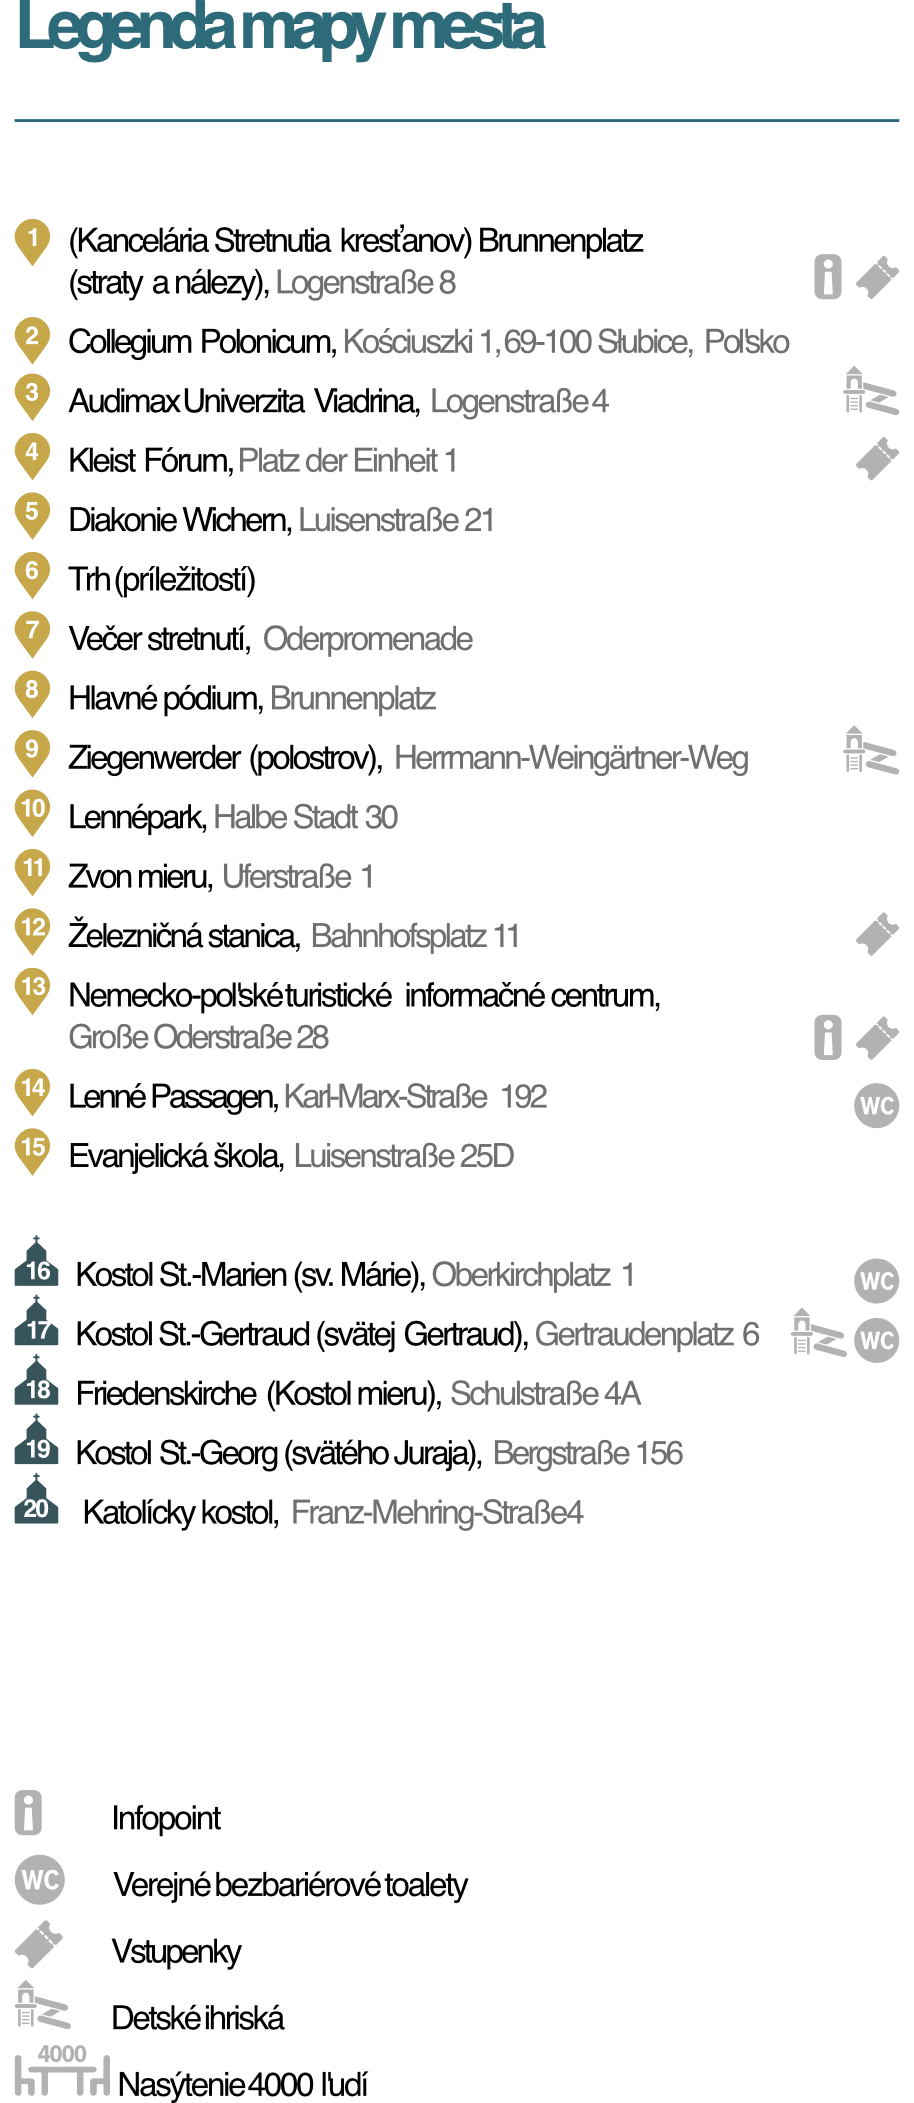 Legenda mapy mesta
1 (Kancelária Stretnutia kresťanov) Brunnenplatz
(straty a nálezy), Logenstraße 8
2 Collegium Polonicum, Kościuszki 1, 69-100 Słubice, Poľsko
3 Audimax Univerzita Viadrina, Logenstraße 4
4 Kleist Fórum, Platz der Einheit 1
5 Diakonie Wichern, Luisenstraße 21
6 Trh (príležitostí)
7 Večer stretnutí, Oderpromenade
8 Hlavné pódium, Brunnenplatz
9 Ziegenwerder (polostrov), Herrmann-Weingärtner-Weg
10 Lennépark, Halbe Stadt 30
11 Zvon mieru, Uferstraße 1
12 Železničná stanica, Bahnhofsplatz 11
13 Nemecko-poľské turistické informačné centrum,
Große Oderstraße 28
14 Lenné Passagen, Karl-Marx-Straße 192 WC
15 Evanjelická škola, Luisenstraße 25D
16 Kostol St.-Marien (sv. Márie), Oberkirchplatz 1 WC
17 Kostol St.-Gertraud (svätej Gertraud), Gertraudenplatz 6 WC
18 Friedenskirche (Kostol mieru), Schulstraße 4A
19 Kostol St.-Georg (svätého Juraja), Bergstraße 156
20 Katolícky kostol, Franz-Mehring-Straße4
Infopoint
WC Verejné bezbariérové toalety
Vstupenky
Detské ihriská
4000 Nasýtenie 4000 ľudí